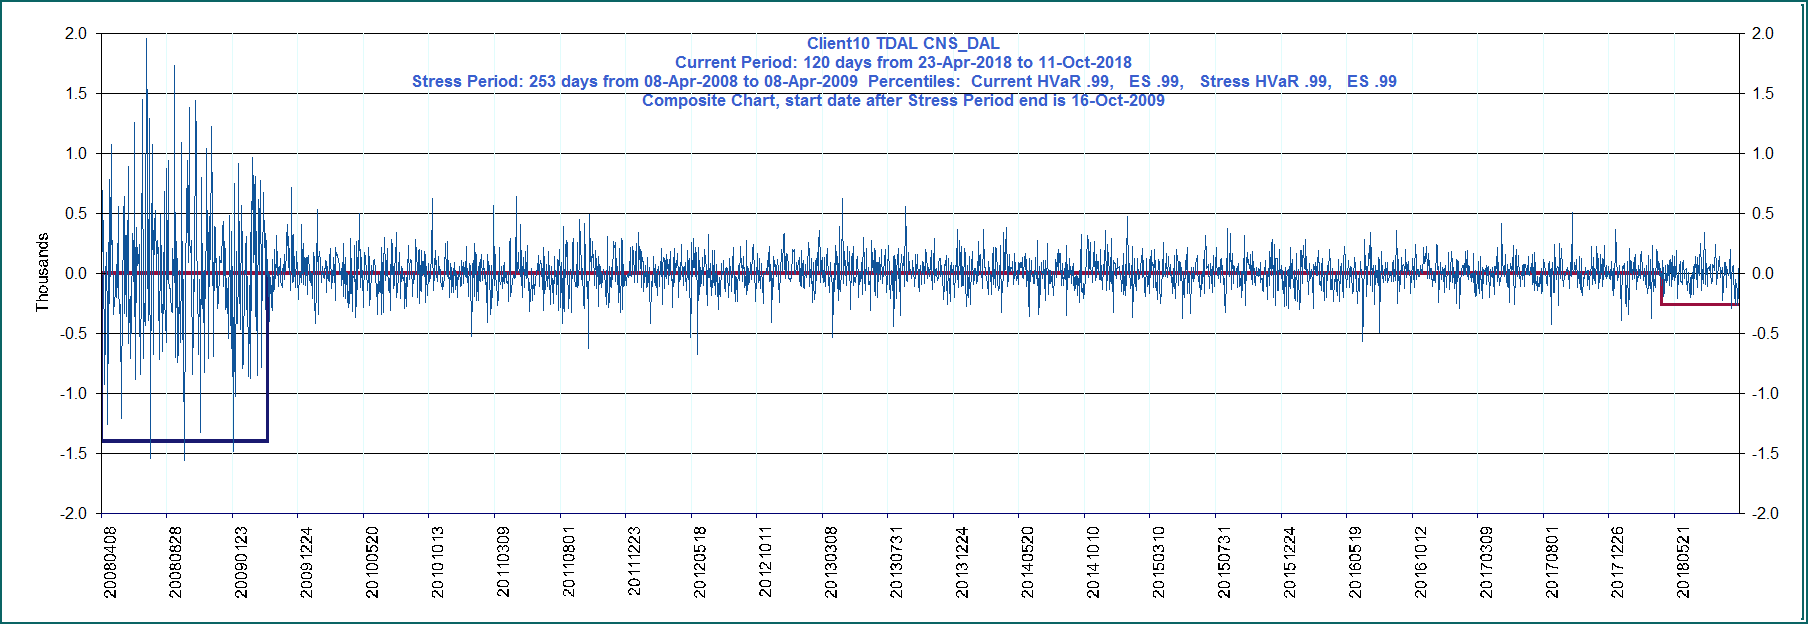 Client10 TDAL CNS_DAL
Current Period: 120 days from 23-Apr-2018 to 11-Oct-2018
Stress Period: 253 days from 08-Apr-2008 to 08-Apr-2009  Percentiles:  Current HVaR .99,   ES .99,   Stress HVaR .99,   ES .99
Composite Chart, start date after Stress Period end is 16-Oct-2009
2.0 2.0
1.5 1.5
1.0 1.0
0.5 0.5
0.0 0.0
-0.5 -0.5
-1.0 -1.0
-1.5 -1.5
-2.0 -2.0
Thousands
20080408 20080828 20090123 20091224 20100520 20101013 20110309 20110801 20111223 20120518 20121011 20130308 20130731 20131224 20140520 20141010 20150310 20150731 20151224 20160519 20161012 20170309 20170801 20171226 20180521